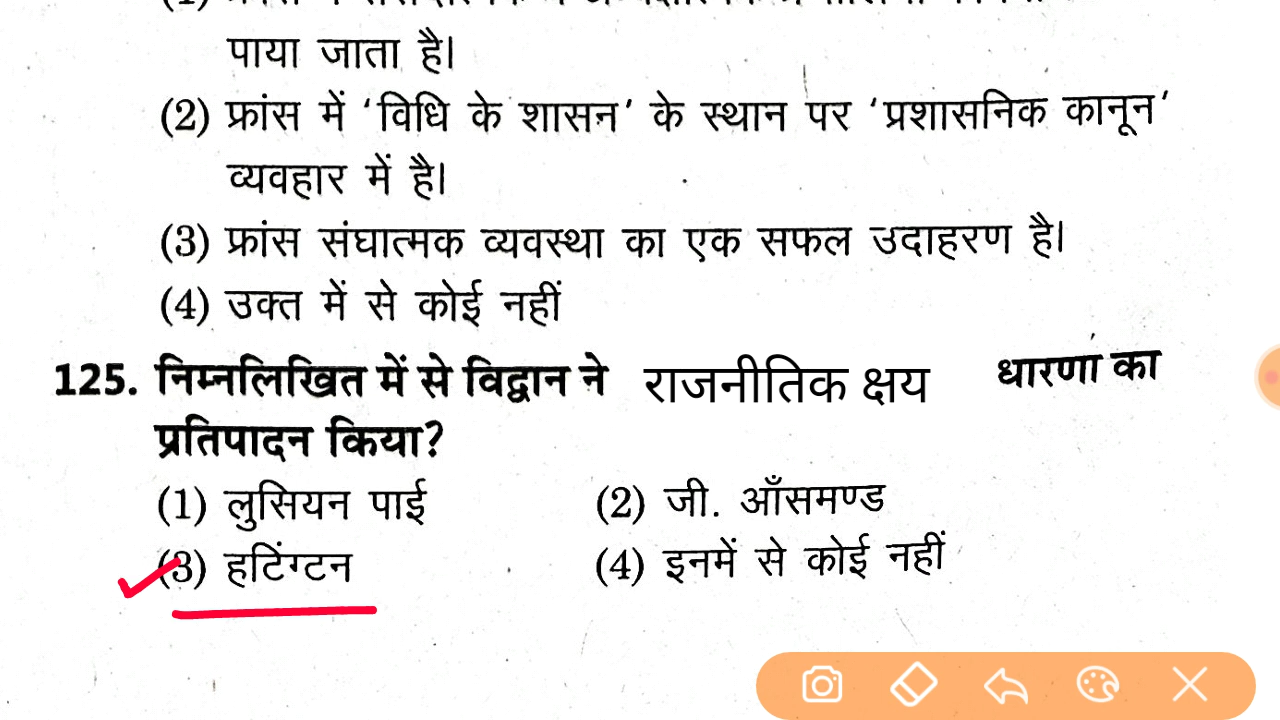 पाया जाता है।
(2) फ्रांस में ‘विधि के शासन’ के स्थान पर ‘प्रशासनिक कानून’
व्यवहार में है।
(3) फ्रांस संघात्मक व्यवस्था का एक सफल उदाहरण है।
(4) उक्त में से कोई नहीं
125. निम्नलिखित में से विद्वान ने राजनीतिक क्षय धारणा का
प्रतिपादन किया?
(1) लुसियन पाई (2) जी. आँसमण्ड
(3) हटिंग्टन (4) इनमें से कोई नहीं